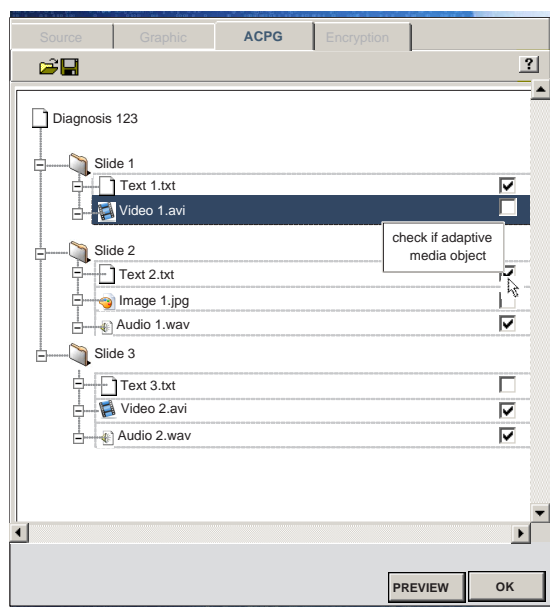 Source Graphic ACPG Encryption
?
Diagnosis 123
Slide 1
Text 1.txt
Video 1.avi
check if adaptive
media object
Slide 2
Text 2.txt
Image 1.jpg
Audio 1.wav
Slide 3
Text 3.txt
Video 2.avi
Audio 2.wav
PREVIEW OK